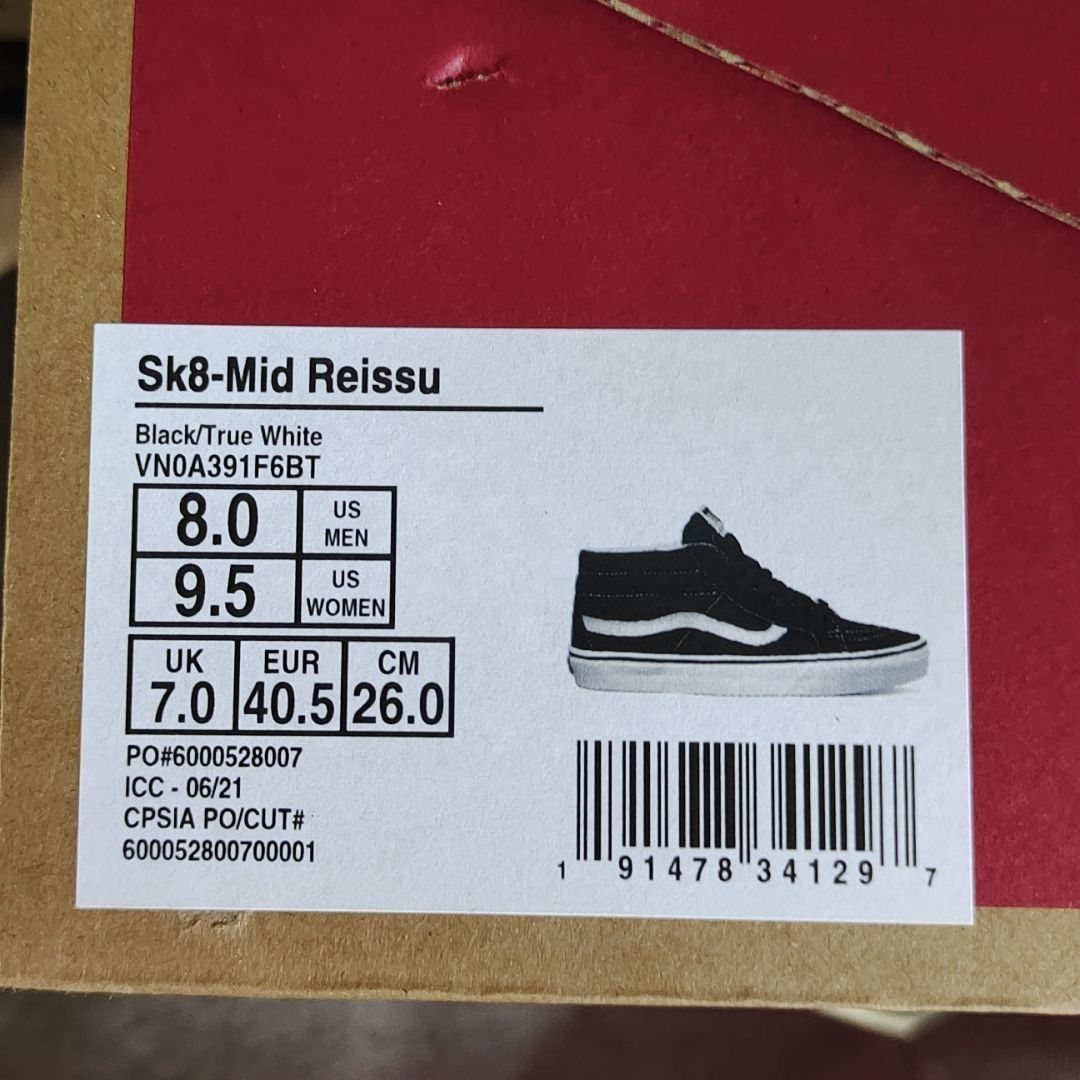 Sk8-Mid Reissu
Black/True White
VN0A391F6BT
8.0 US MEN
9.5 US WOMEN
UK EUR CM
7.0 40.5 26.0
PO#6000528007
ICC - 06/21
CPSIA PO/CUT#
600052800700001
1 91478 34129 7